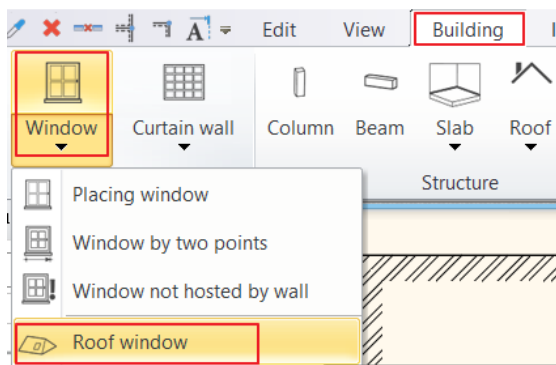 Edit View Building
Window Curtain wall Column Beam Slab Roof
Structure
Placing window
Window by two points
Window not hosted by wall
Roof window